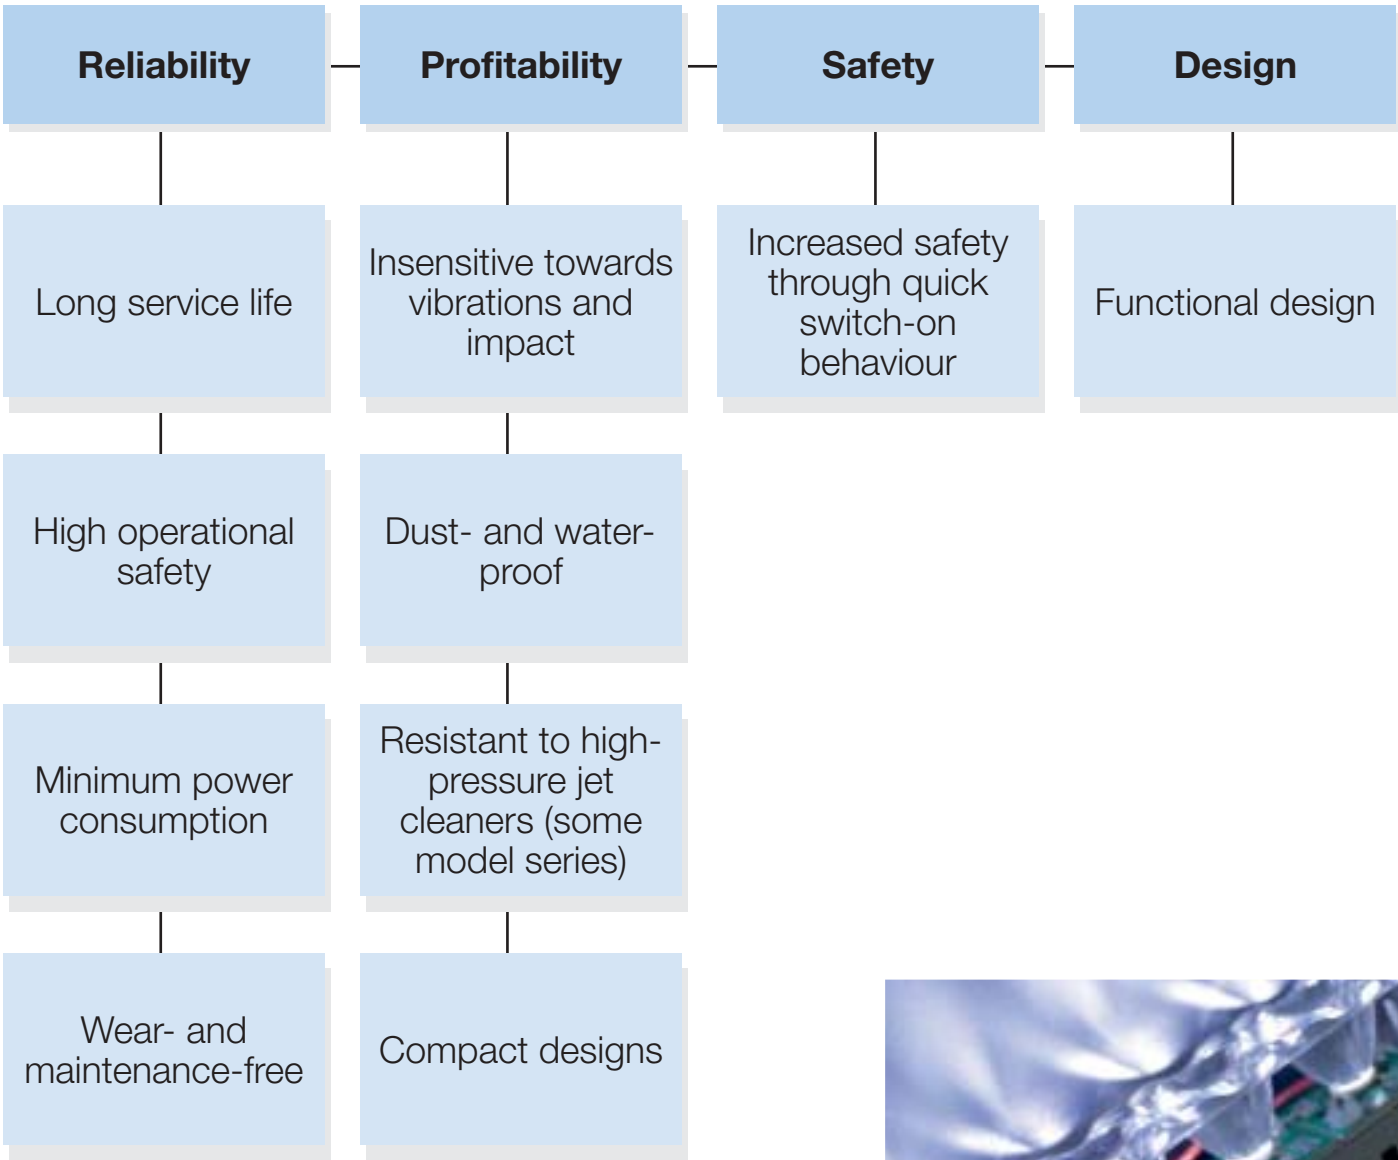 Reliability
Profitability
Safety
Design
Long service life
Insensitive towards
vibrations and
impact
Increased safety
through quick
switch-on
behaviour
Functional design
High operational
safety
Dust- and water-
proof
Minimum power
consumption
Resistant to high-
pressure jet
cleaners (some
model series)
Wear- and
maintenance-free
Compact designs